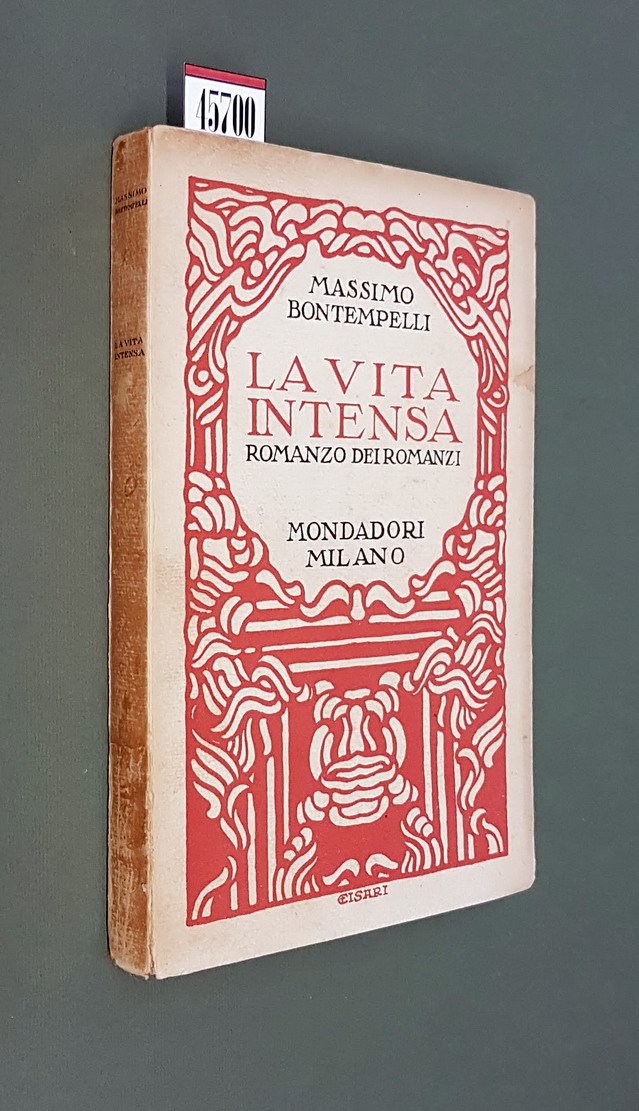 45700
MASSIMO
BONTEMPELLI
LA VITA
INTENSA
MASSIMO
BONTEMPELLI
LA VITA
INTENSA
ROMANZO DEI ROMANZI
MONDADORI
MILANO
CISARI